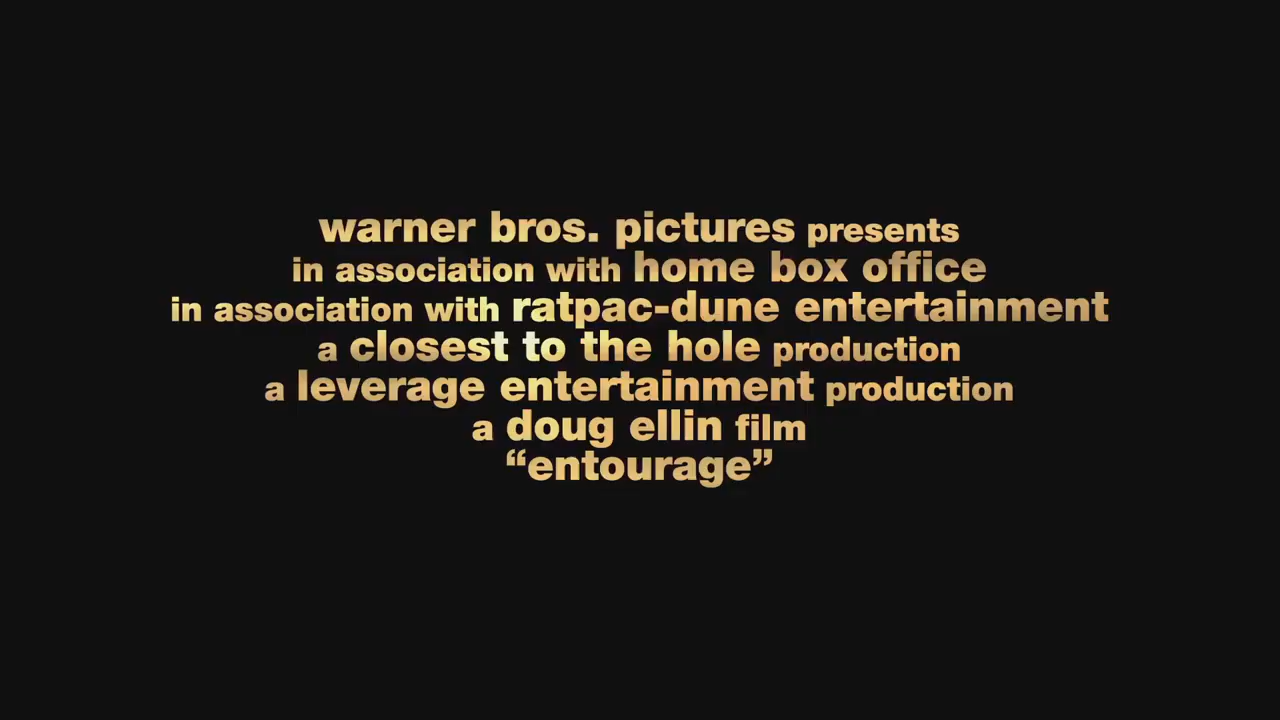 warner bros. pictures presents
in association with home box office
in association with ratpac-dune entertainment
a closest to the hole production
a leverage entertainment production
a doug ellin film
“entourage”